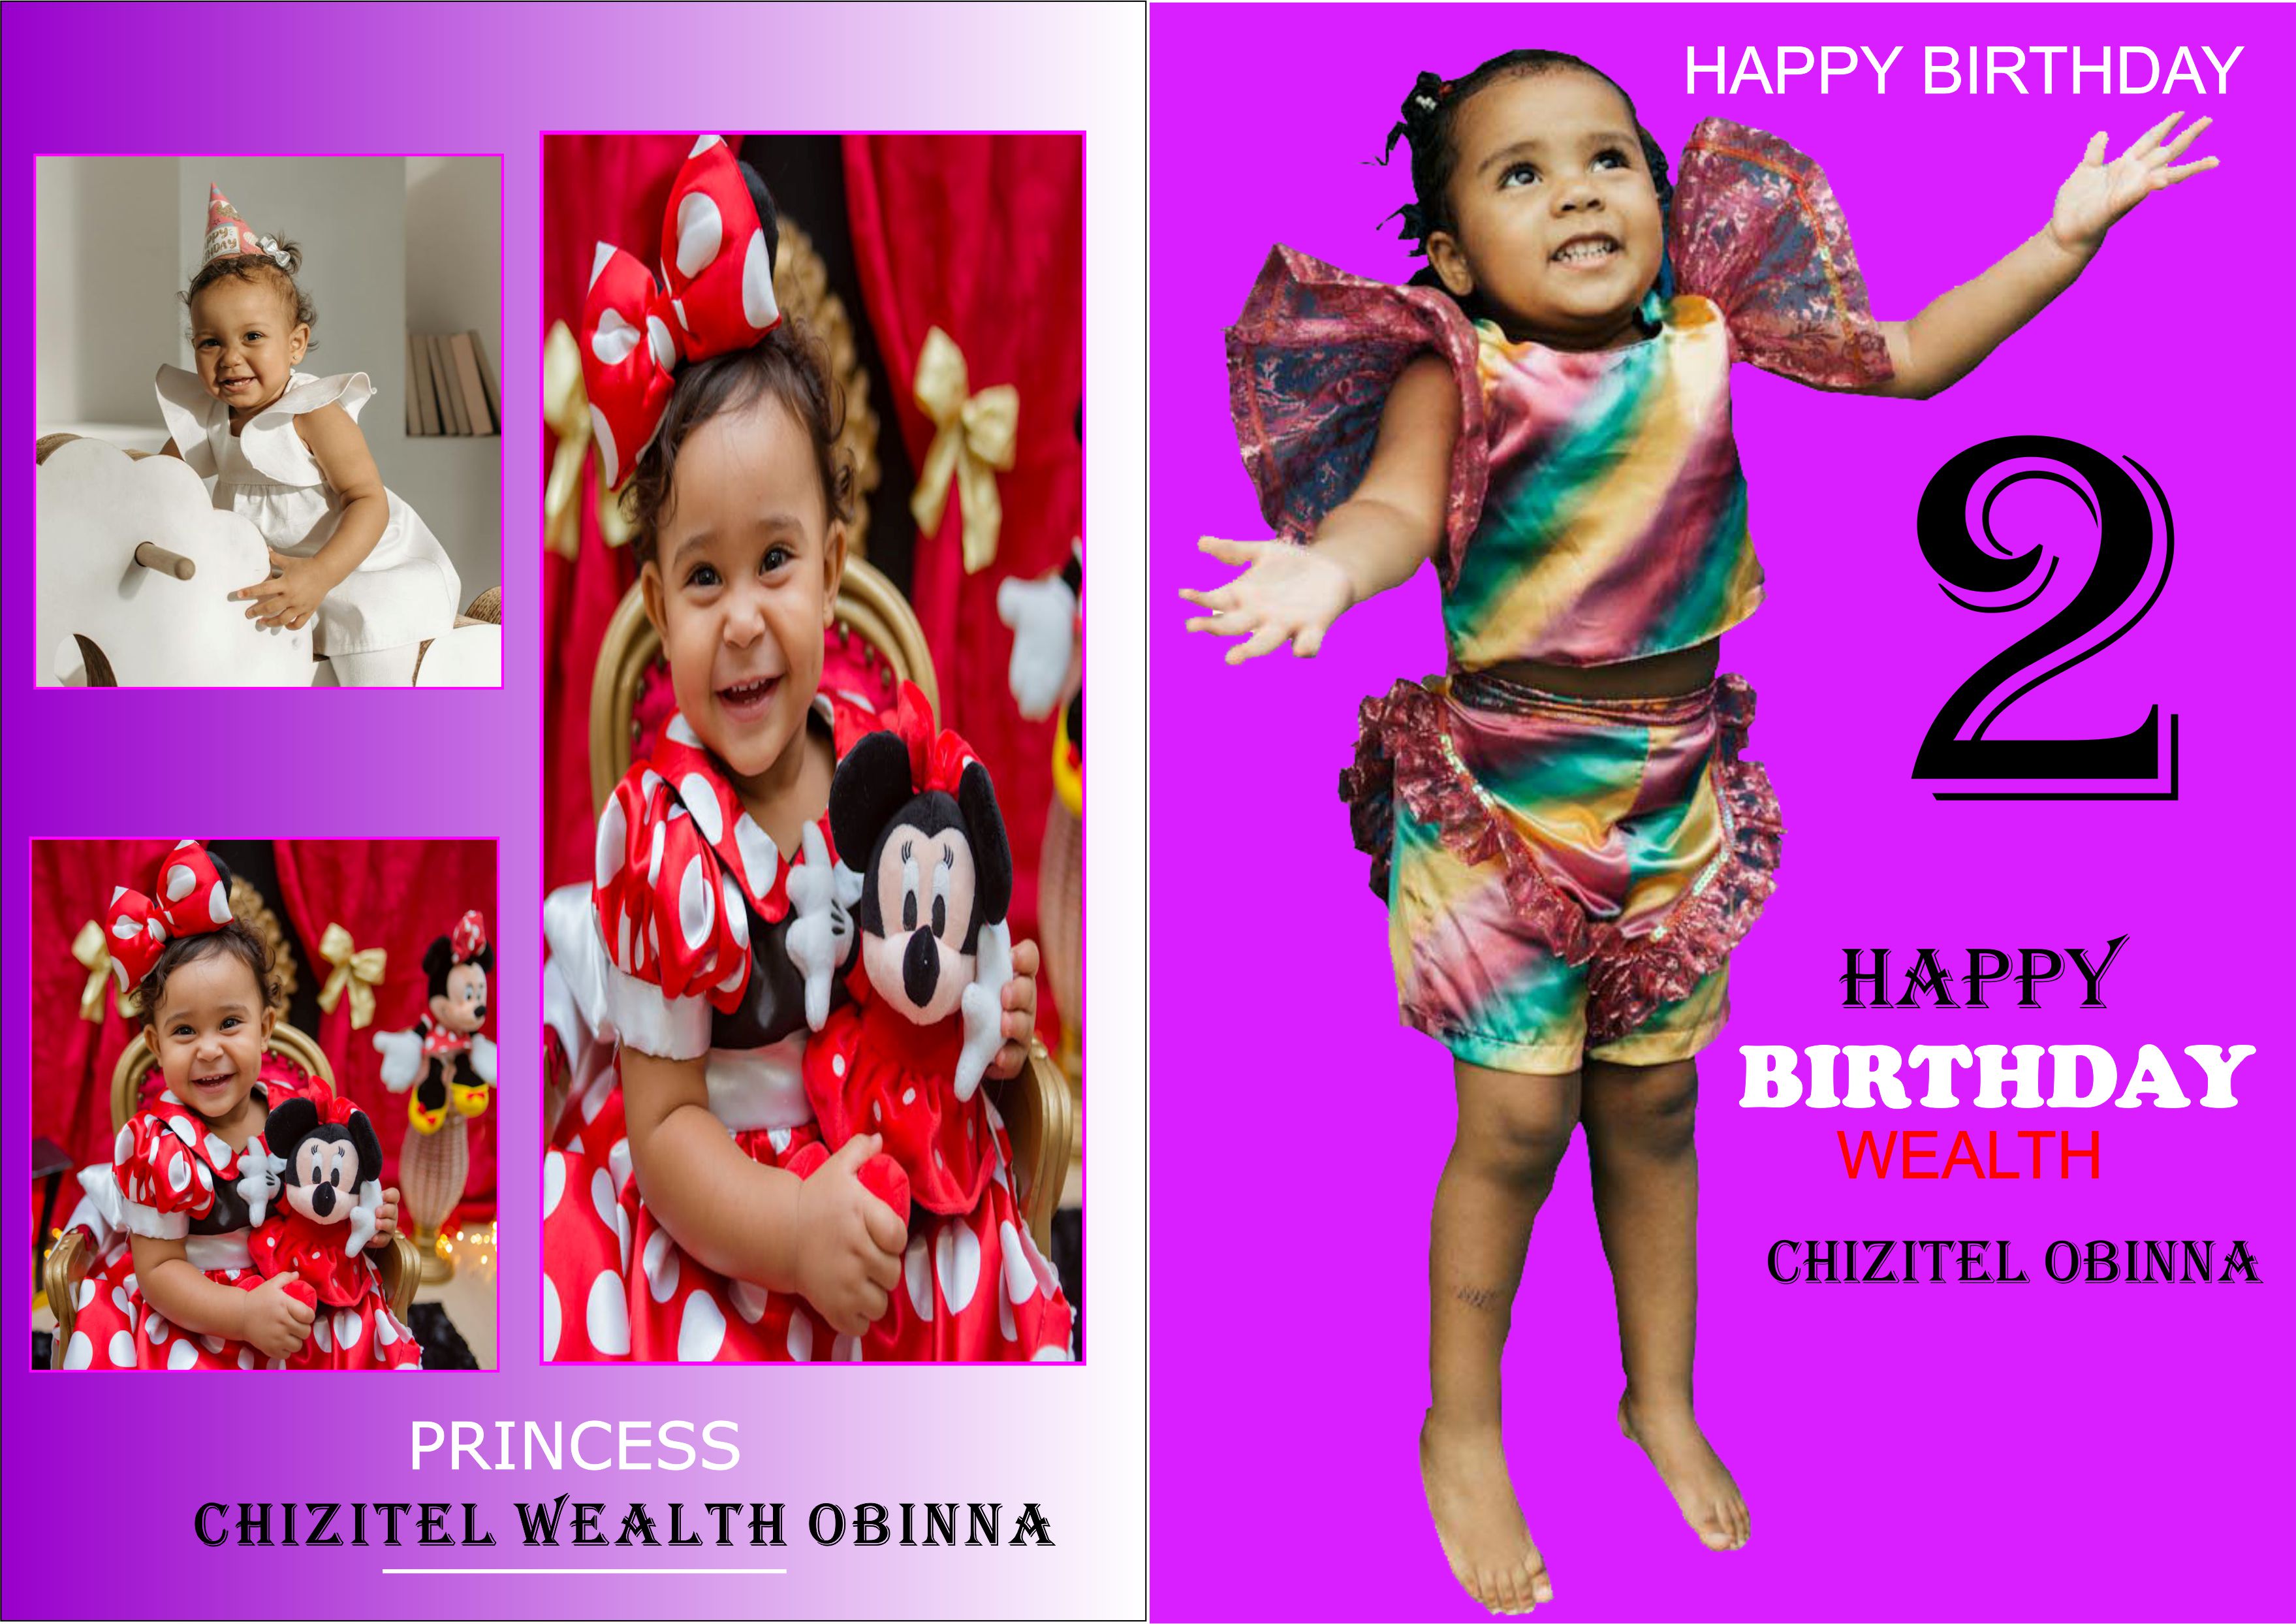 PRINCESS
CHIZITEL WEALTH OBINNA
HAPPY BIRTHDAY
2
HAPPY
BIRTHDAY
WEALTH
CHIZITEL OBINNA